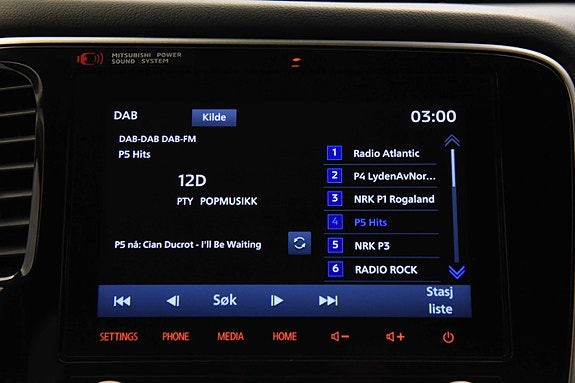 MITSUBISHI POWER
SOUND SYSTEM
DAB
Kilde
03:00
DAB-DAB DAB-FM
P5 Hits
12D
PTY POPMUSIKK
P5 nå: Cian Ducrot - I'll Be Waiting
1 Radio Atlantic
2 P4 LydenAvNor...
3 NRK P1 Rogaland
4 P5 Hits
5 NRK P3
6 RADIO ROCK
Søk
Stasj
liste
SETTINGS PHONE MEDIA HOME